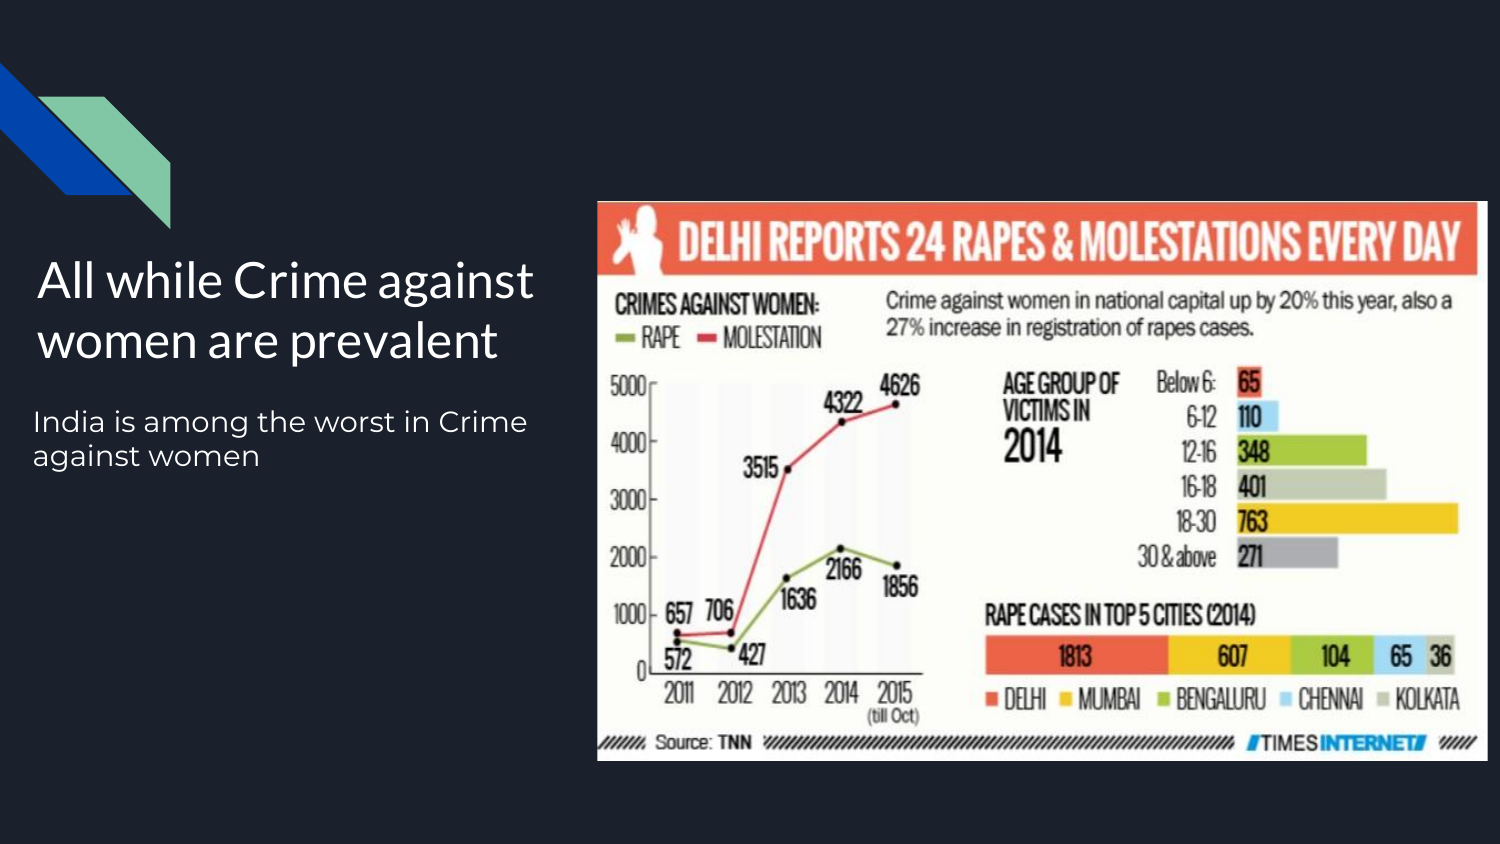 All while Crime against
women are prevalent
India is among the worst in Crime
against women
DELHI REPORTS 24 RAPES & MOLESTATIONS EVERY DAY
CRIMES AGAINST WOMEN:
RAPE MOLESTATION
Crime against women in national capital up by 20% this year, also a
27% increase in registration of rapes cases.
5000
4000
3000
2000
1000
0
657 706 3515 4322 4626
572 427 1636 2166 1856
2011 2012 2013 2014 2015
(till Oct)
AGE GROUP OF
VICTIMS IN
2014
Below 6: 65
6-12 110
12-16 348
16-18 401
18-30 763
30 & above 271
RAPE CASES IN TOP 5 CITIES (2014)
1813 607 104 65 36
DELHI MUMBAI BENGALURU CHENNAI KOLKATA
Source: TNN
TIMESINTERNET